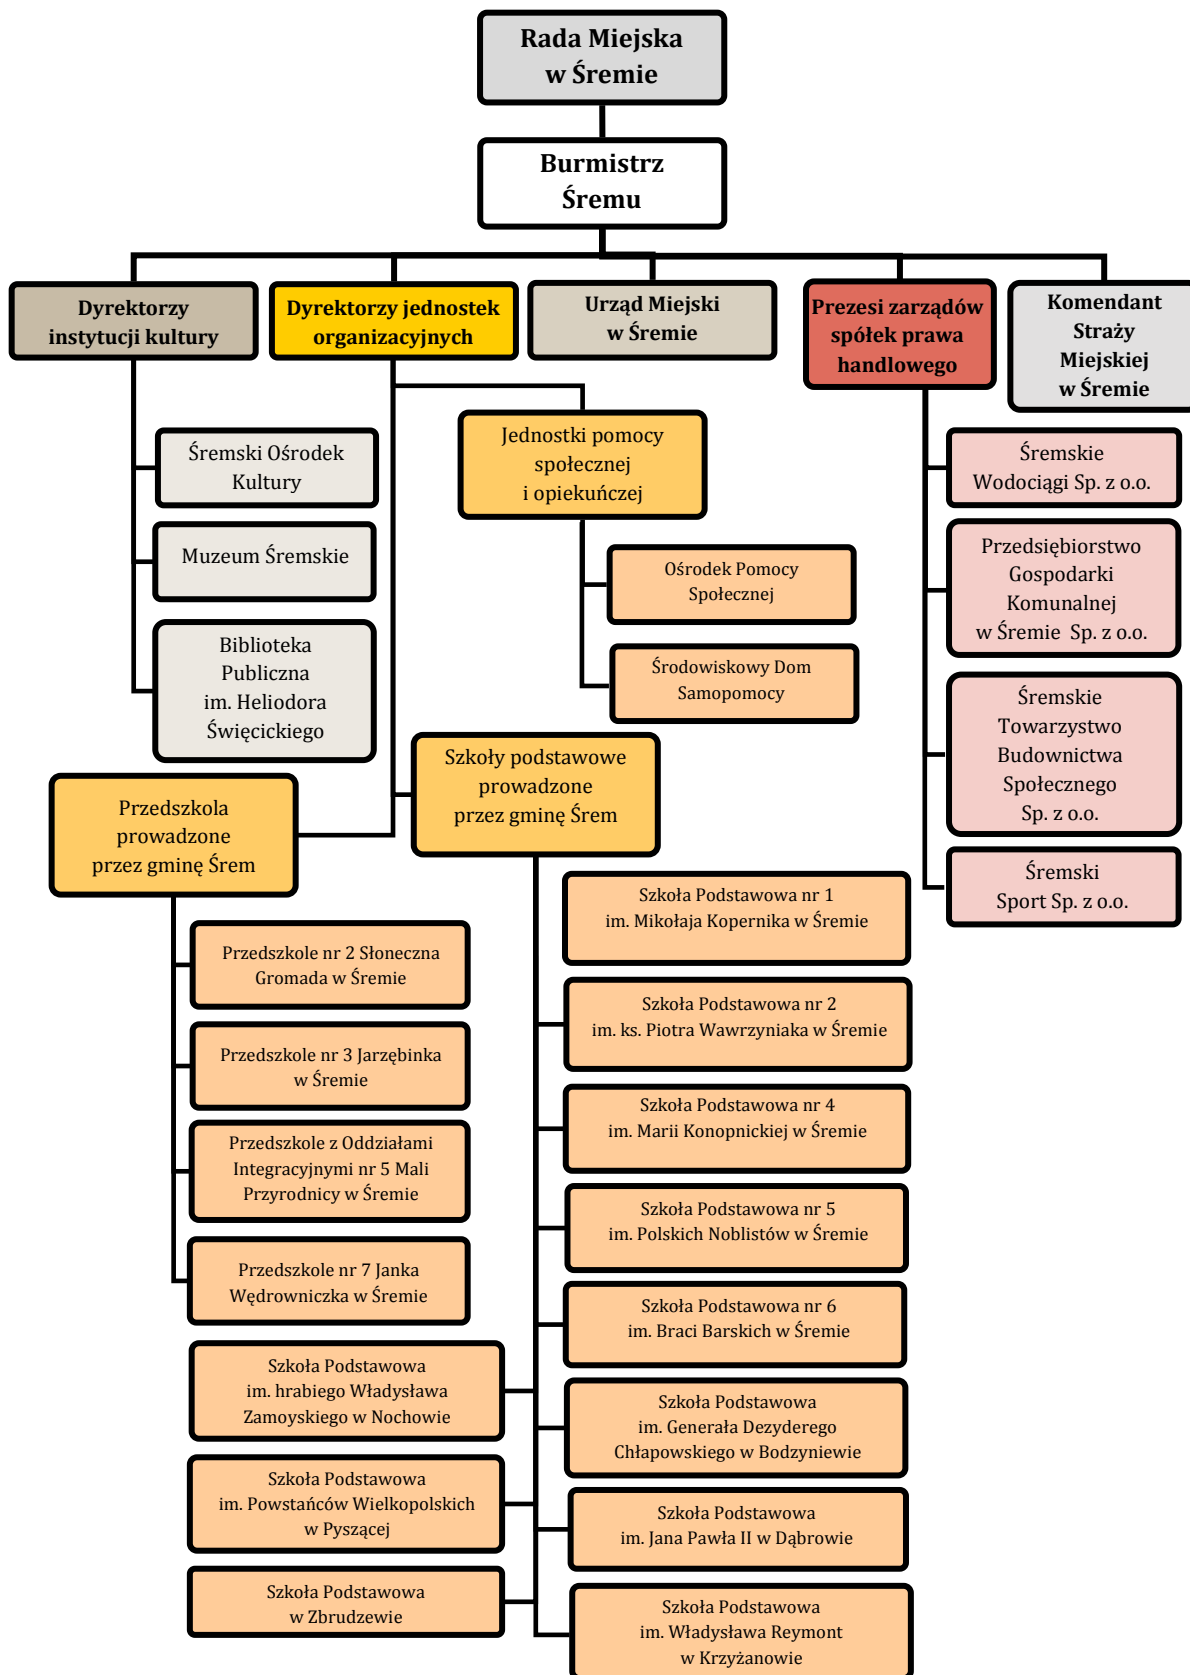 Rada Miejska
w Śremie
Burmistrz
Śremu
Dyrektorzy
instytucji kultury
Dyrektorzy jednostek
organizacyjnych
Urząd Miejski
w Śremie
Prezesi zarządów
spółek prawa
handlowego
Komendant
Straży
Miejskiej
w Śremie
Śremski Ośrodek
Kultury
Muzeum Śremskie
Biblioteka
Publiczna
im. Heliodora
Święcickiego
Jednostki pomocy
społecznej
i opiekuńczej
Ośrodek Pomocy
Społecznej
Środowiskowy Dom
Samopomocy
Śremskie
Wodociągi Sp. z o.o.
Przedsiębiorstwo
Gospodarki
Komunalnej
w Śremie Sp. z o.o.
Śremskie
Towarzystwo
Budownictwa
Społecznego
Sp. z o.o.
Śremski
Sport Sp. z o.o.
Przedszkola
prowadzone
przez gminę Śrem
Przedszkole nr 2 Słoneczna
Gromada w Śremie
Przedszkole nr 3 Jarzębinka
w Śremie
Przedszkole z Oddziałami
Integracyjnymi nr 5 Mali
Przyrodnicy w Śremie
Przedszkole nr 7 Janka
Wędrowniczka w Śremie
Szkoły podstawowe
prowadzone
przez gminę Śrem
Szkoła Podstawowa nr 1
im. Mikołaja Kopernika w Śremie
Szkoła Podstawowa nr 2
im. ks. Piotra Wawrzyniaka w Śremie
Szkoła Podstawowa nr 4
im. Marii Konopnickiej w Śremie
Szkoła Podstawowa nr 5
im. Polskich Noblistów w Śremie
Szkoła Podstawowa nr 6
im. Braci Barskich w Śremie
Szkoła Podstawowa
im. hrabiego Władysława
Zamoyskiego w Nochowie
Szkoła Podstawowa
im. Generała Dezyderego
Chłapowskiego w Bodzyniewie
Szkoła Podstawowa
im. Powstańców Wielkopolskich
w Pyszącej
Szkoła Podstawowa
im. Jana Pawła II w Dąbrowie
Szkoła Podstawowa
w Zbrudzewie
Szkoła Podstawowa
im. Władysława Reymont
w Krzyżanowie